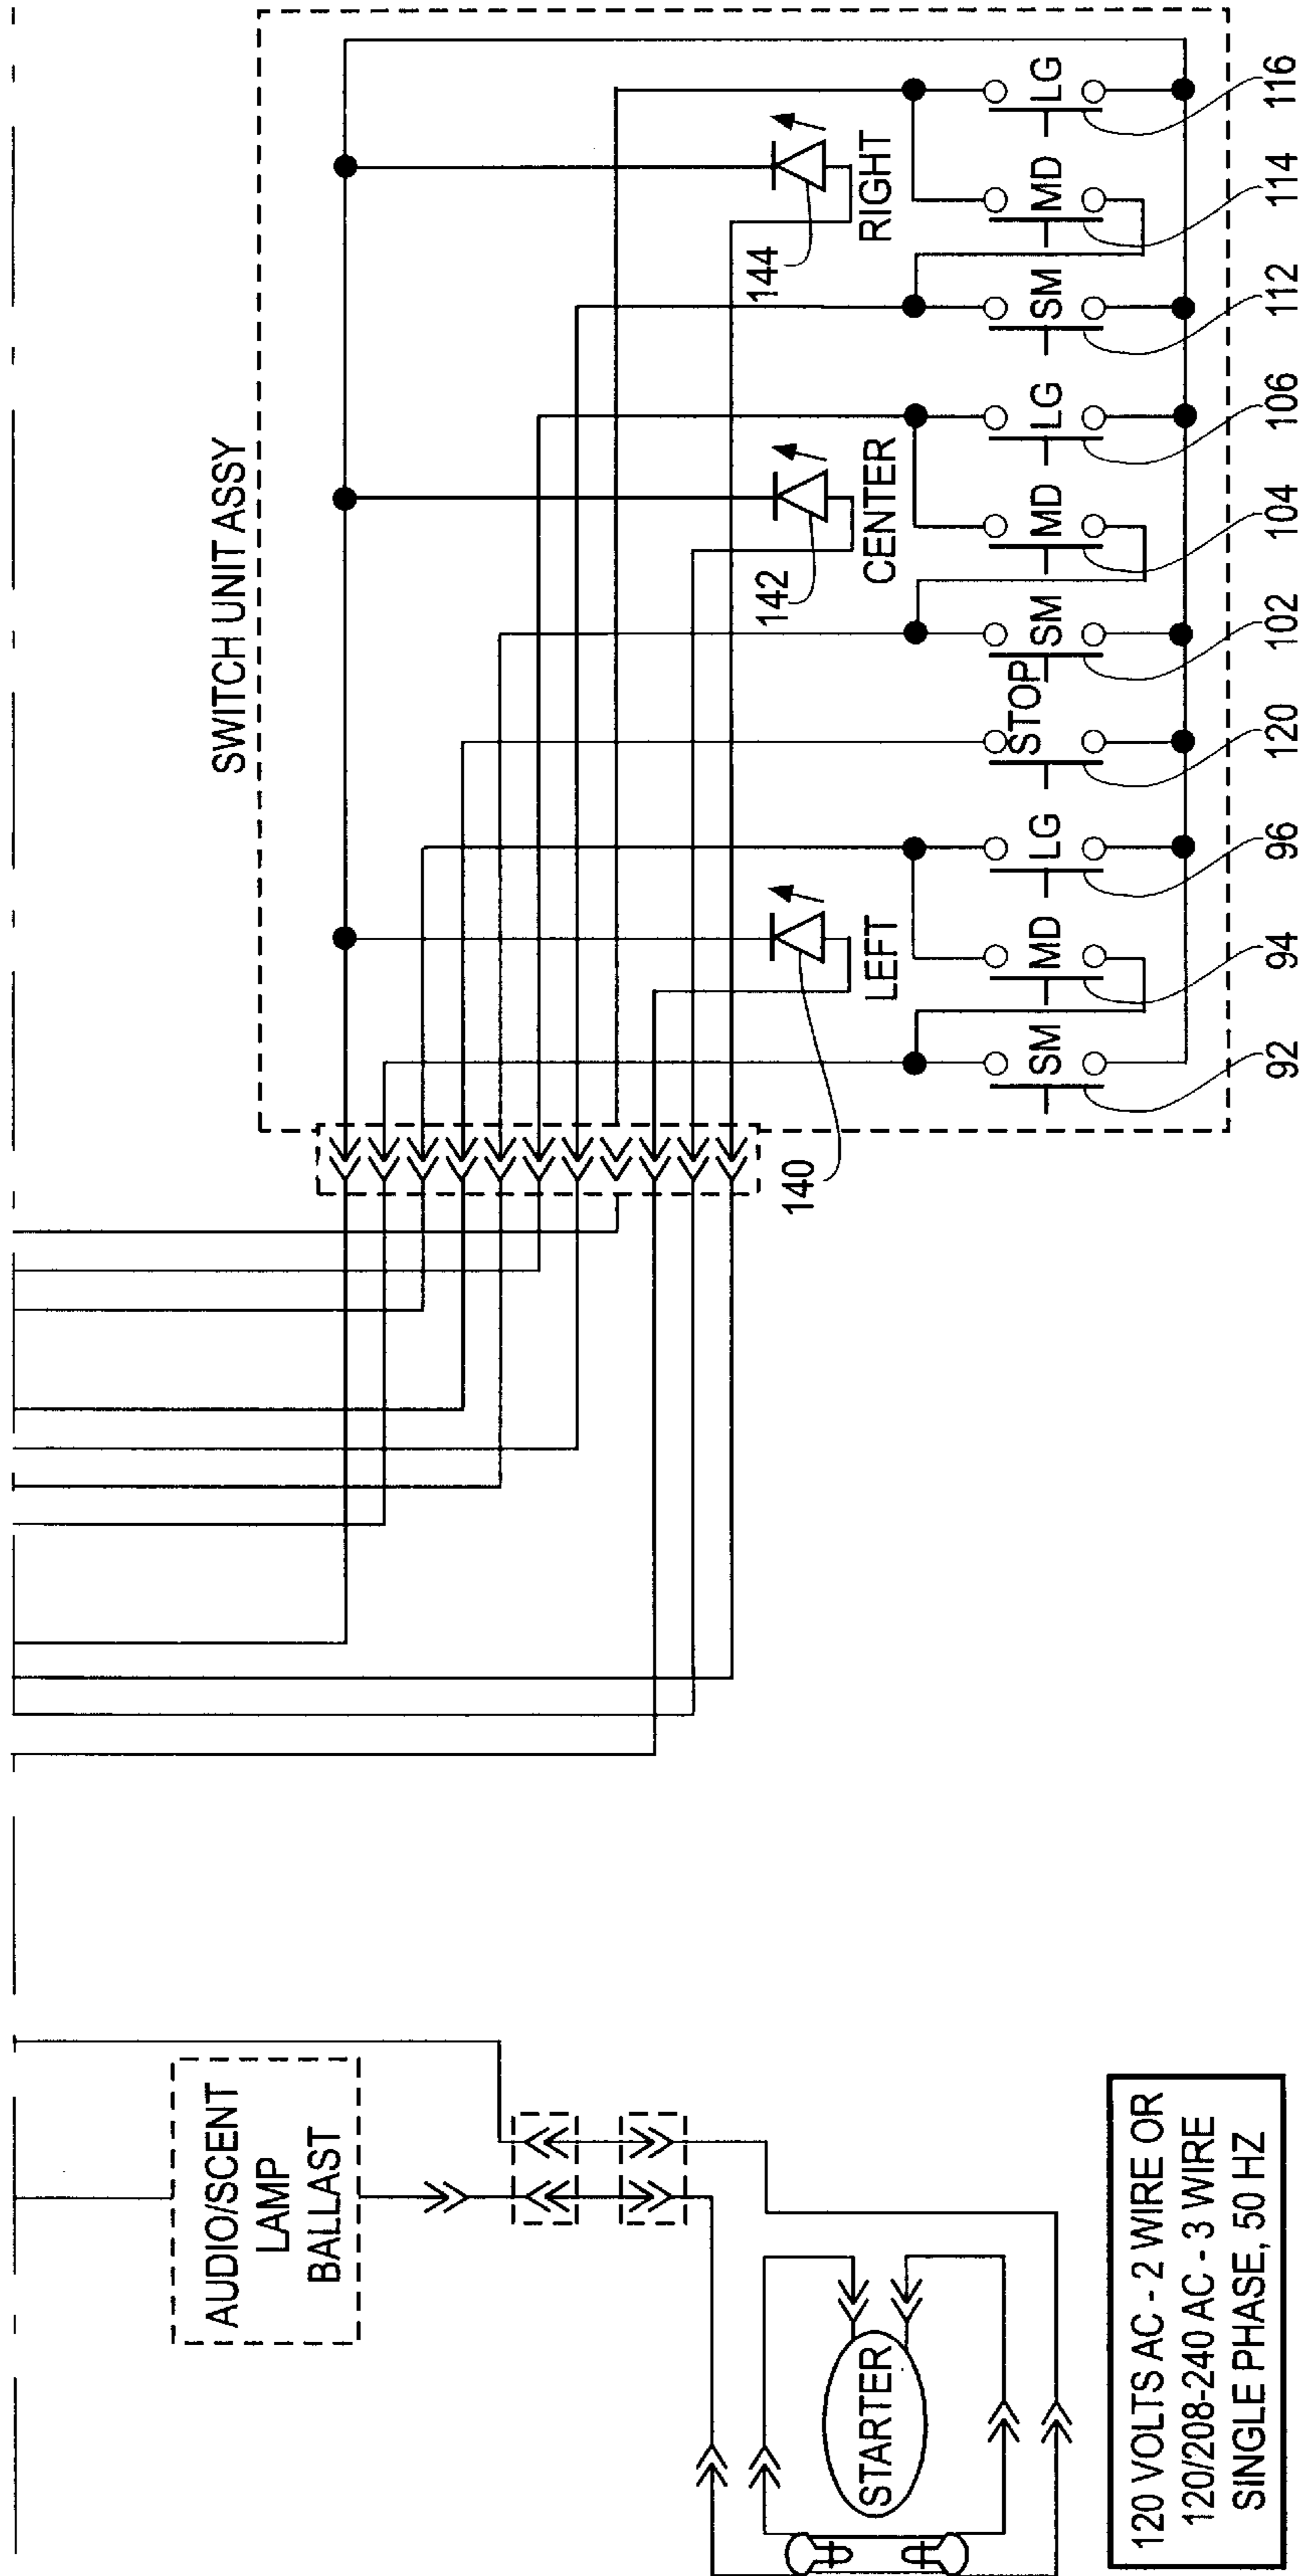 SWITCH UNIT ASSY
140
142
144
LEFT
CENTER
RIGHT
SM
MD
LG
STOP
SM
MD
LG
SM
MD
LG
92
94
96
120
102
104
106
112
114
116
AUDIO/SCENT
LAMP
BALLAST
STARTER
120 VOLTS AC - 2 WIRE OR
120/208-240 AC - 3 WIRE
SINGLE PHASE, 50 HZ